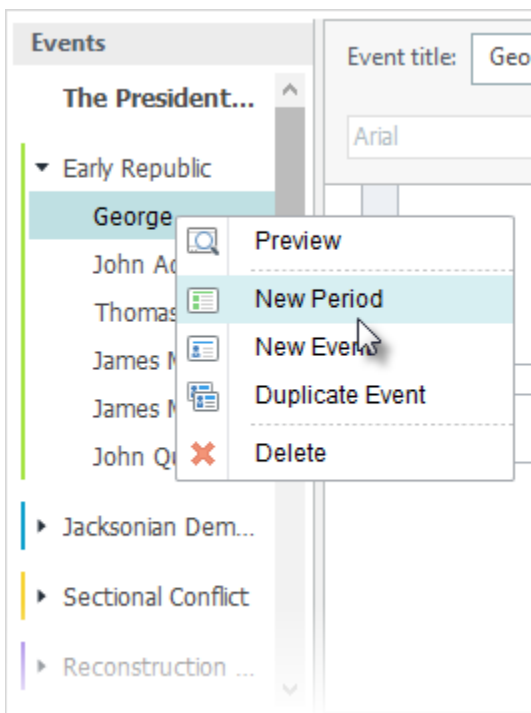 Events
Event title: Geo
The President...
Arial
Early Republic
George
John Ac
Thomas
James M
James M
John Qu
Preview
New Period
New Event
Duplicate Event
Delete
Jacksonian Dem...
Sectional Conflict
Reconstruction ...